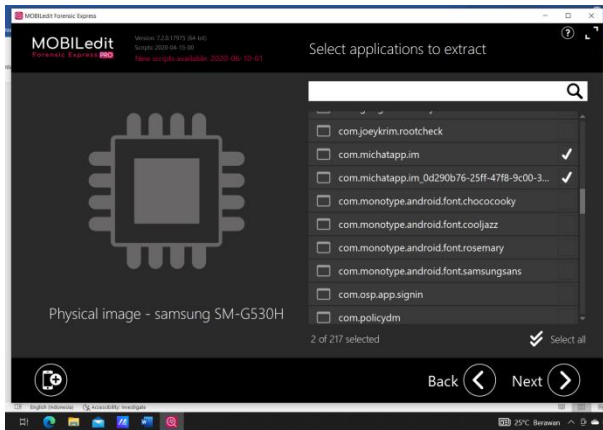 MOBILedit Forensic Express
MOBILedit
Forensic Express PRO
Version: 7.2.0.17975 (64-bit)
Scripts: 2020-04-15-00
New scripts available: 2020-06-10-01
Select applications to extract
com.joeykrim.rootcheck
com.michatapp.im
com.michatapp.im_0d290b76-25ff-47f8-9c00-3...
com.monotype.android.font.chococooky
com.monotype.android.font.cooljazz
com.monotype.android.font.rosemary
com.monotype.android.font.samsungsans
com.osp.app.signin
com.policydm
Physical image - samsung SM-G530H
2 of 217 selected
Select all
Back
Next
English (Indonesia)
Accessibility: Investigate
25°C Berawan